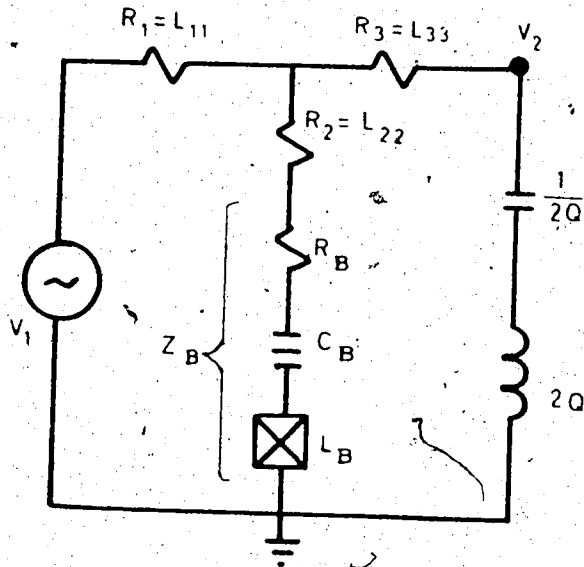 R1 = L11
R3 = L33
V2
R2 = L22
1
2Q
RB
V1
ZB
CB
2Q
LB